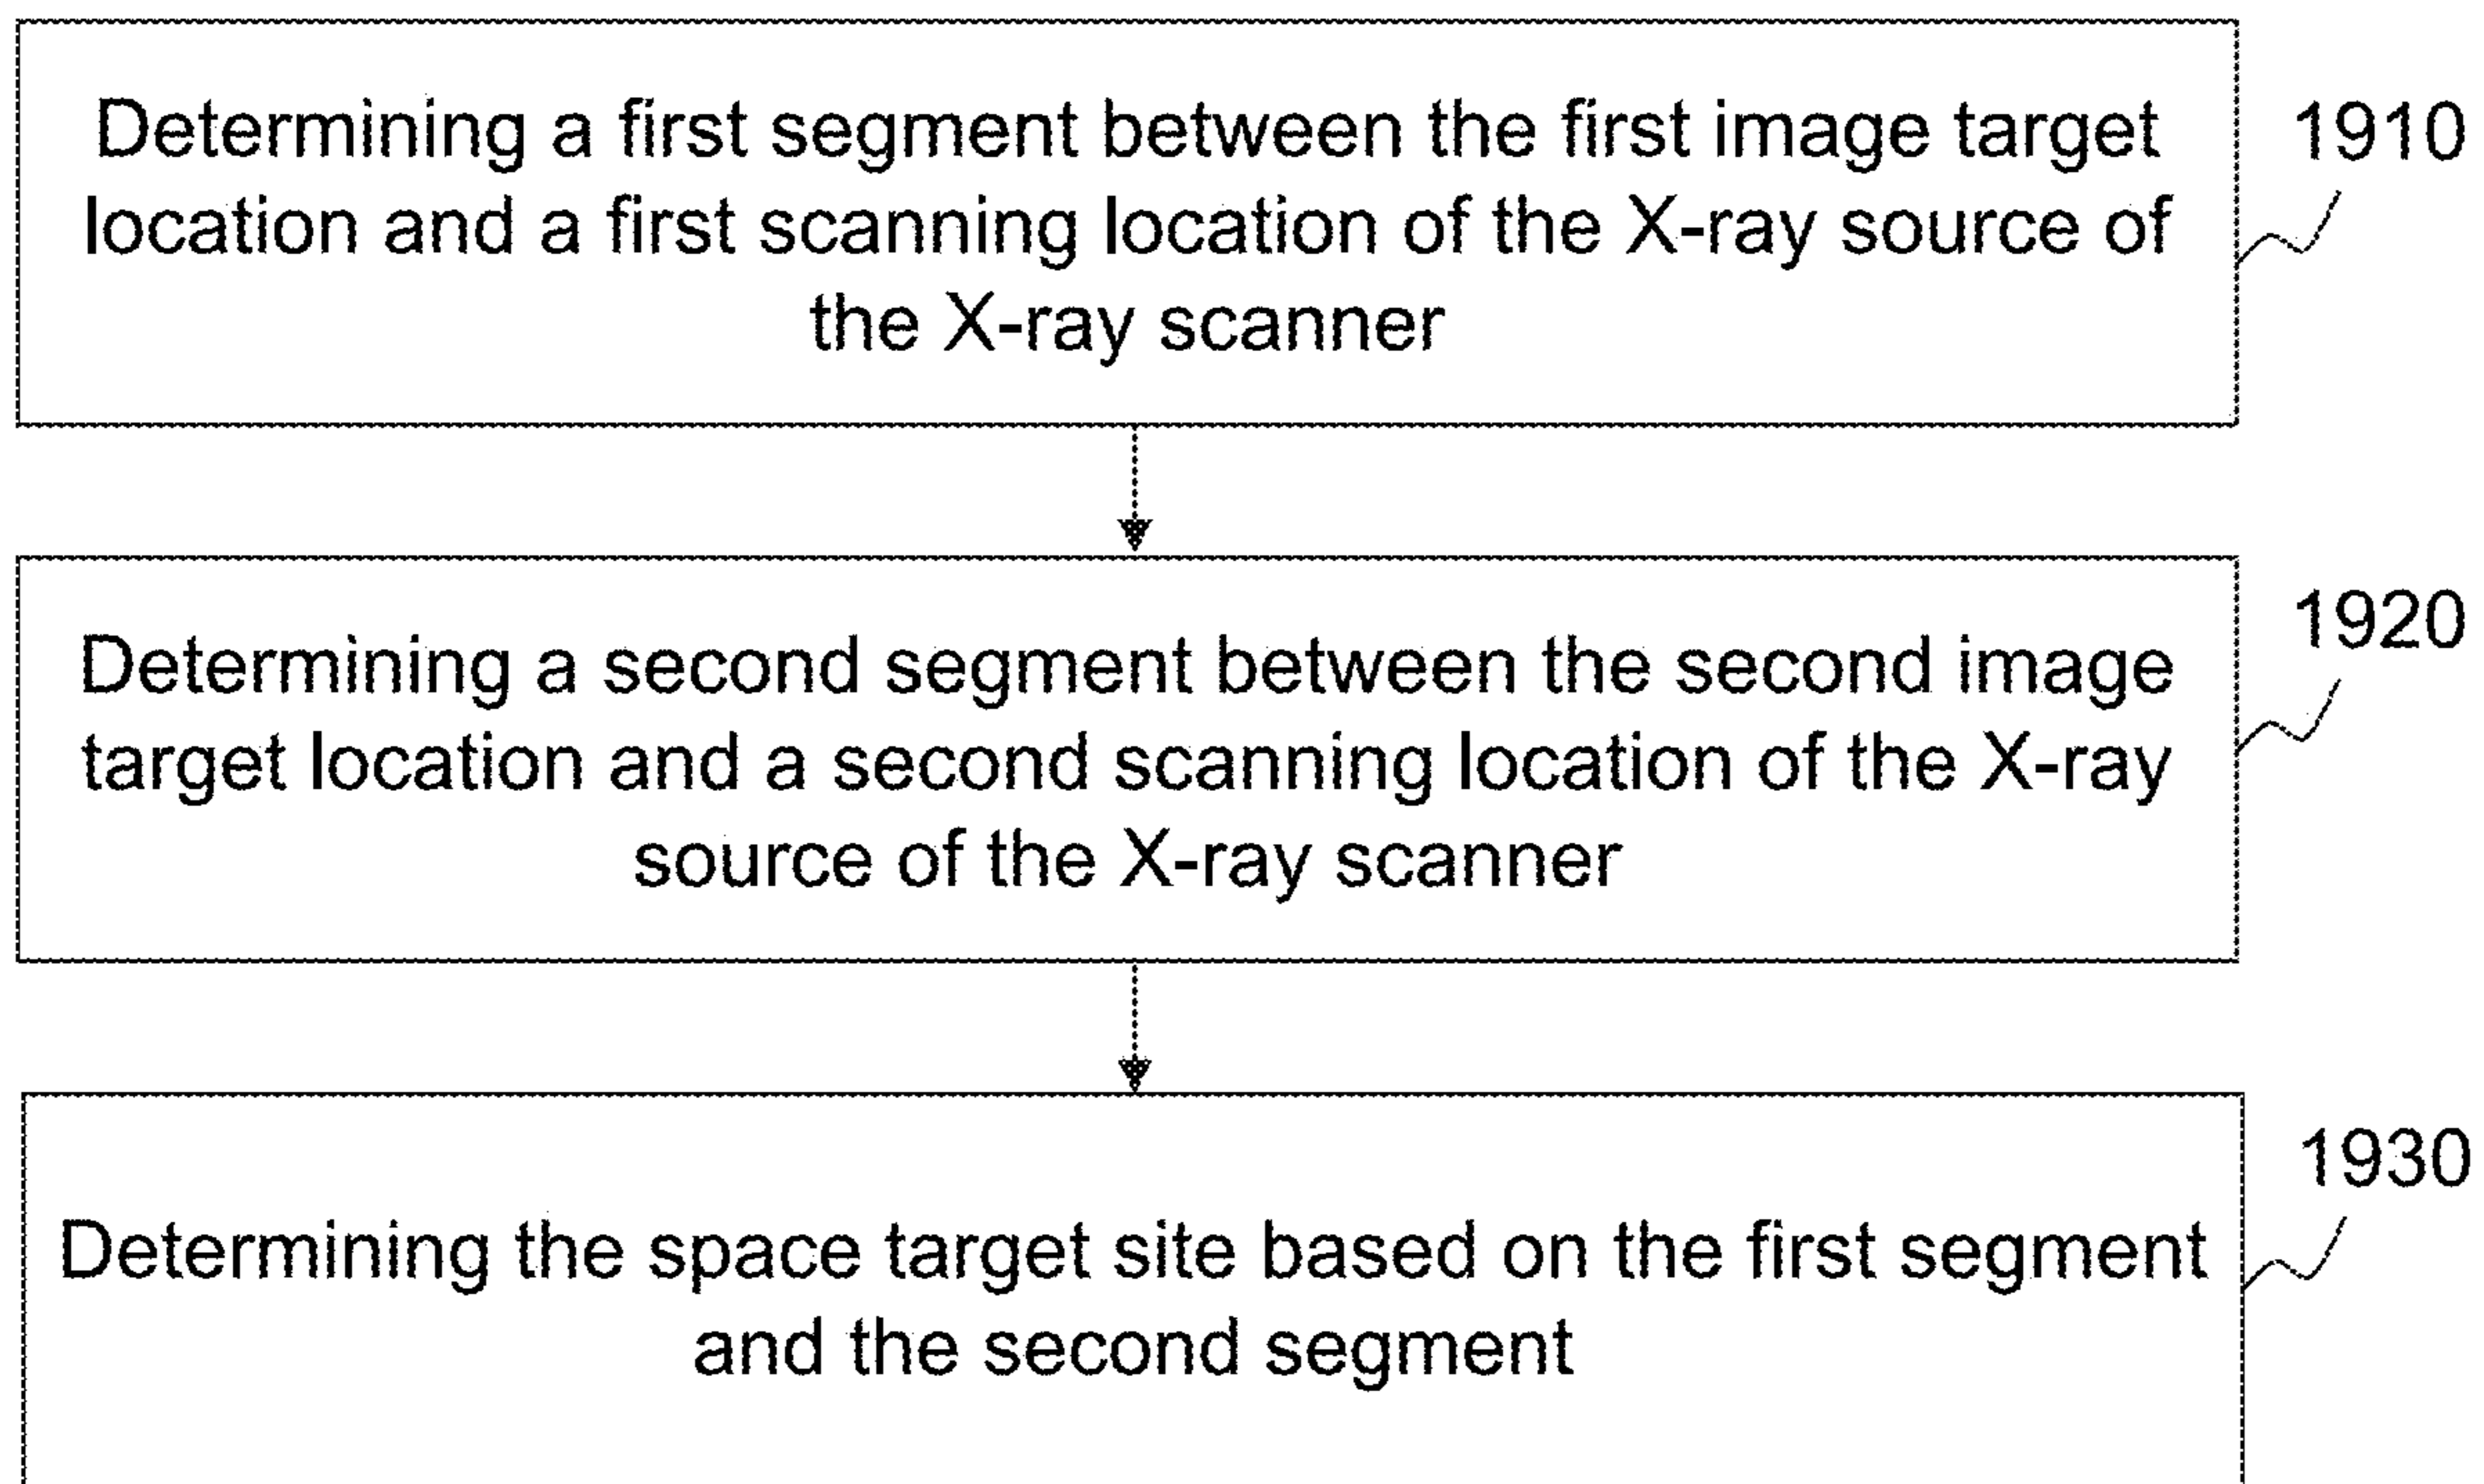 Determining a first segment between the first image target
location and a first scanning location of the X-ray source of
the X-ray scanner
1910
Determining a second segment between the second image
target location and a second scanning location of the X-ray
source of the X-ray scanner
1920
Determining the space target site based on the first segment
and the second segment
1930